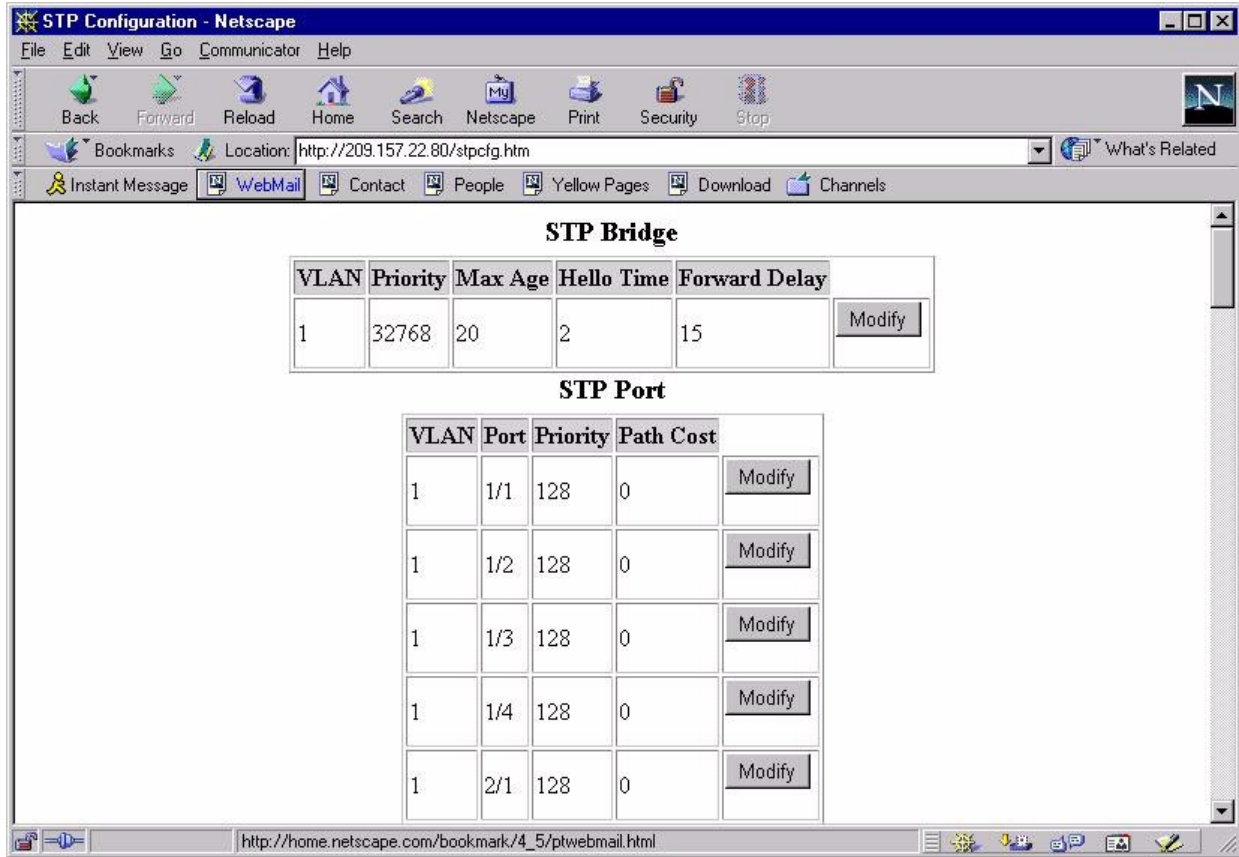 STP Configuration - Netscape
File Edit View Go Communicator Help
Back Forward Reload Home Search My Netscape Print Security Stop N
Bookmarks Location: http://209.157.22.80/stpcfg.htm What's Related
Instant Message WebMail Contact People Yellow Pages Download Channels
STP Bridge
VLAN Priority Max Age Hello Time Forward Delay
1 32768 20 2 15 Modify
STP Port
VLAN Port Priority Path Cost
1 1/1 128 0 Modify
1 1/2 128 0 Modify
1 1/3 128 0 Modify
1 1/4 128 0 Modify
1 2/1 128 0 Modify
http://home.netscape.com/bookmark/4_5/ptwebmail.html